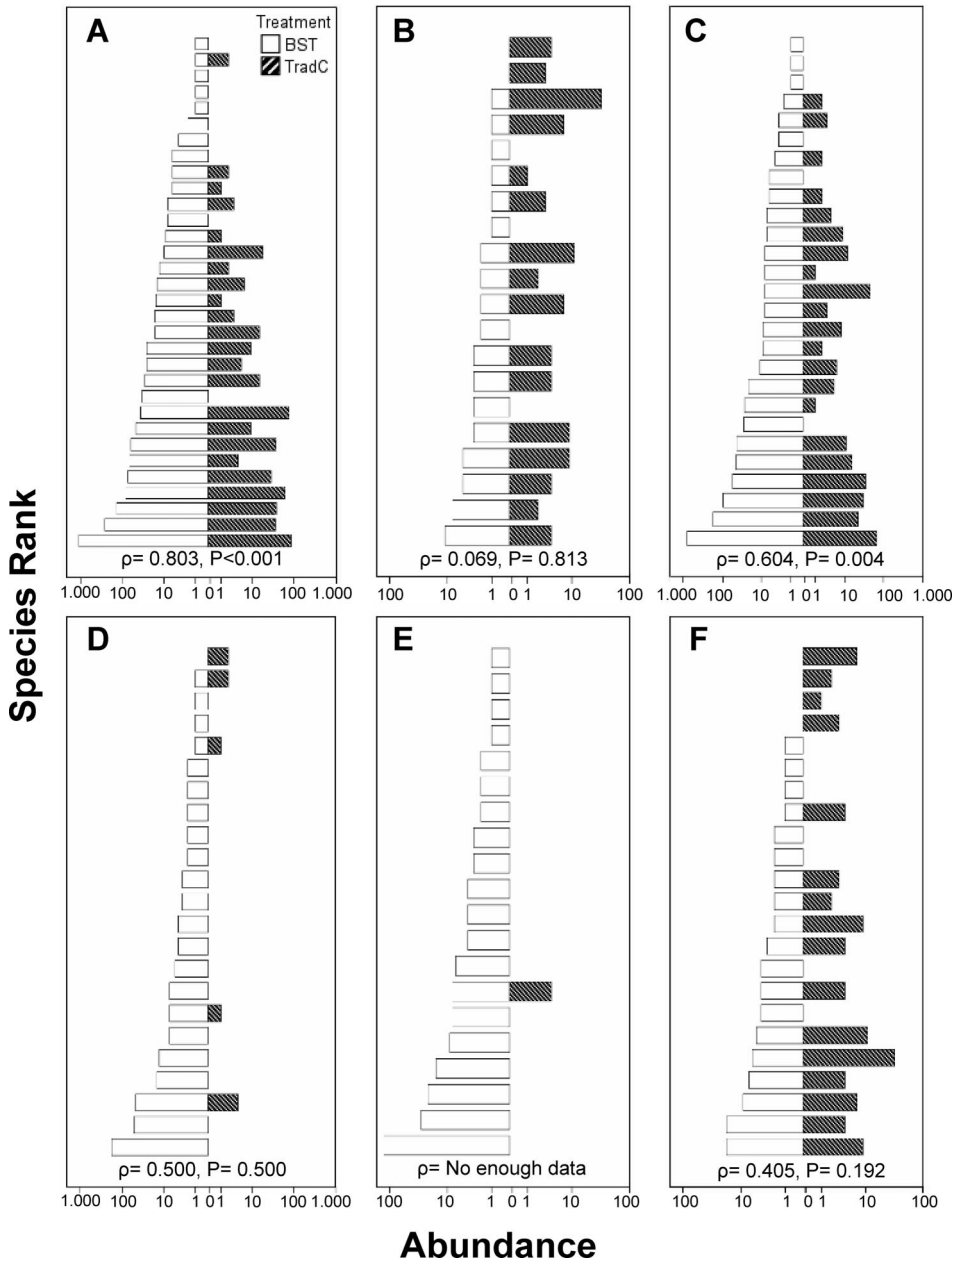 A
Treatment
BST
TradC
B
C
ρ= 0.803, P<0.001
ρ= 0.069, P= 0.813
ρ= 0.604, P= 0.004
1.000 100 10 1 0 1 10 100 1.000
100 10 1 0 1 10 100
1.000 100 10 1 0 1 10 100 1.000
Species Rank
D
E
F
ρ= 0.500, P= 0.500
ρ= No enough data
ρ= 0.405, P= 0.192
1.000 100 10 1 0 1 10 100 1.000
100 10 1 0 1 10 100
100 10 1 0 1 10 100
Abundance